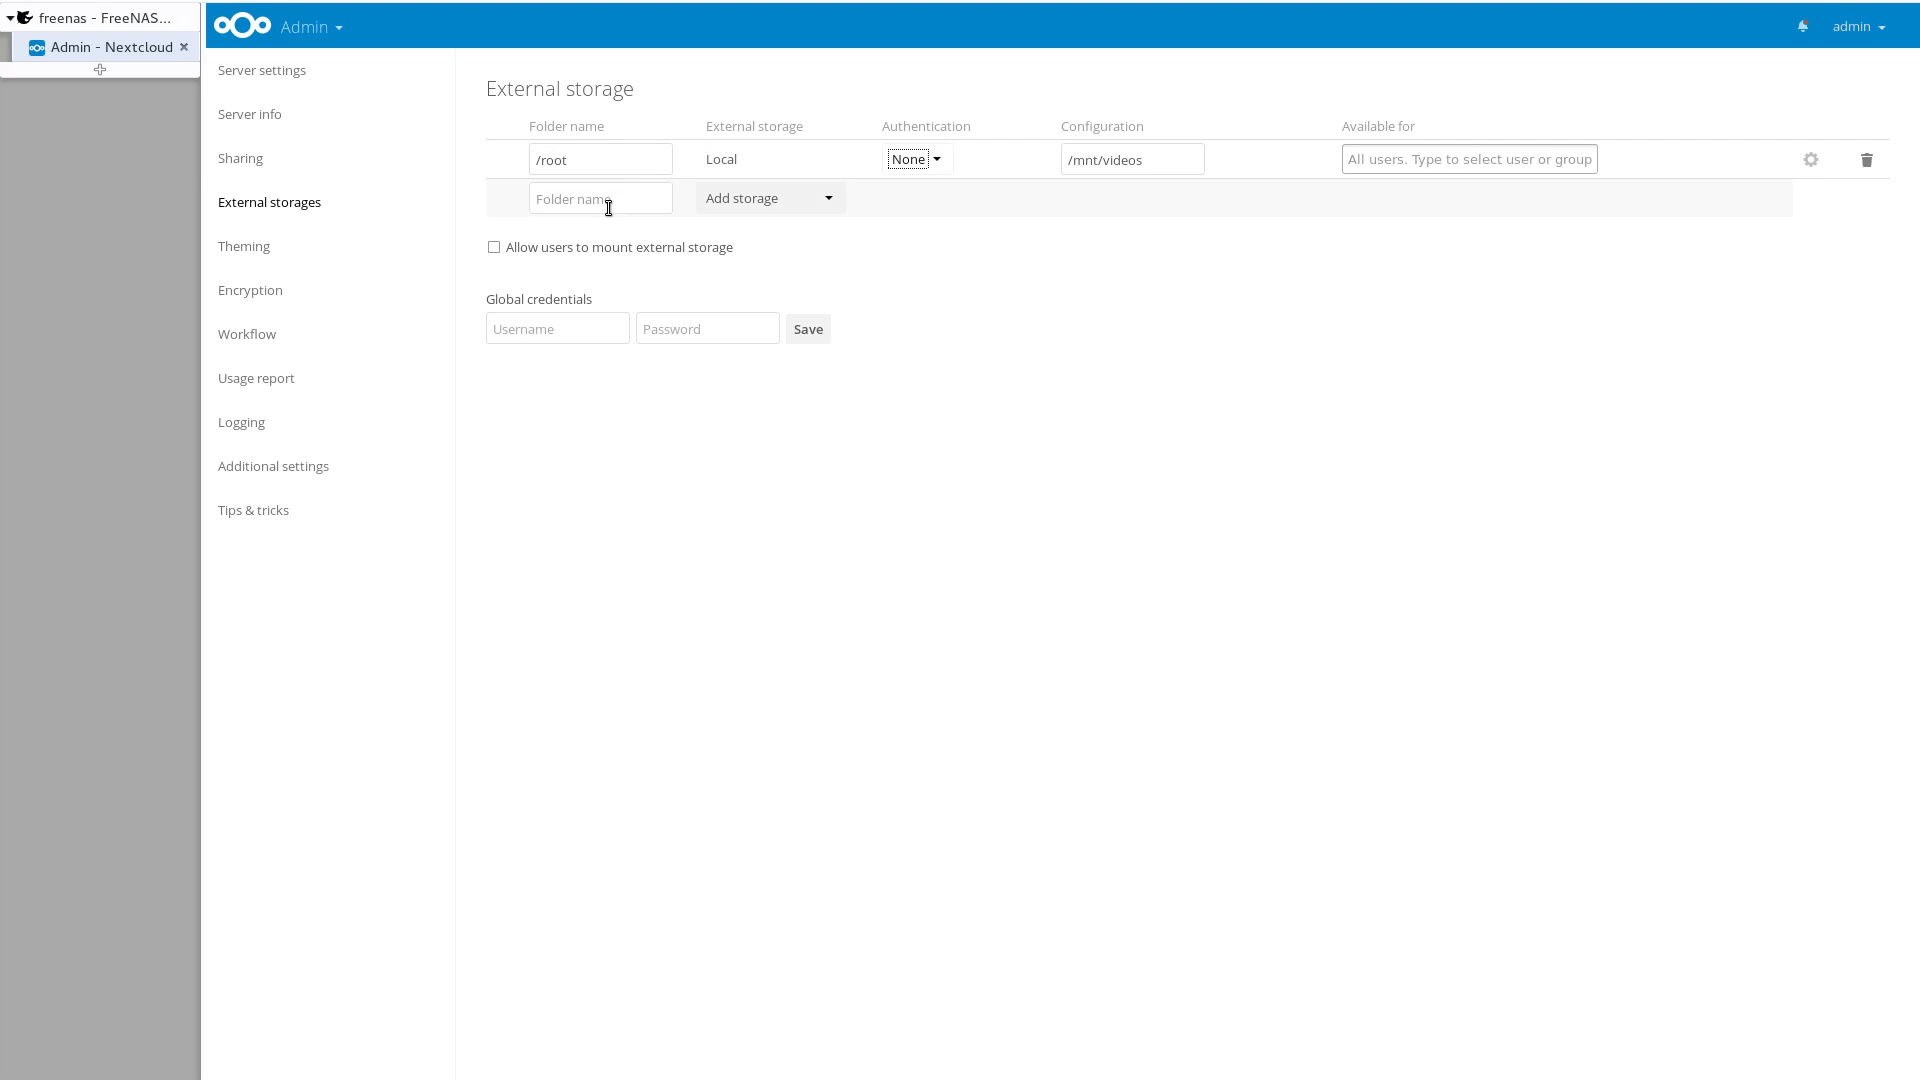 freenas - FreeNAS...
Admin - Nextcloud
Admin
admin
Server settings
Server info
Sharing
External storages
Theming
Encryption
Workflow
Usage report
Logging
Additional settings
Tips & tricks
External storage
Folder name External storage Authentication Configuration Available for
/root Local None /mnt/videos All users. Type to select user or group
Folder name Add storage
Allow users to mount external storage
Global credentials
Username Password Save